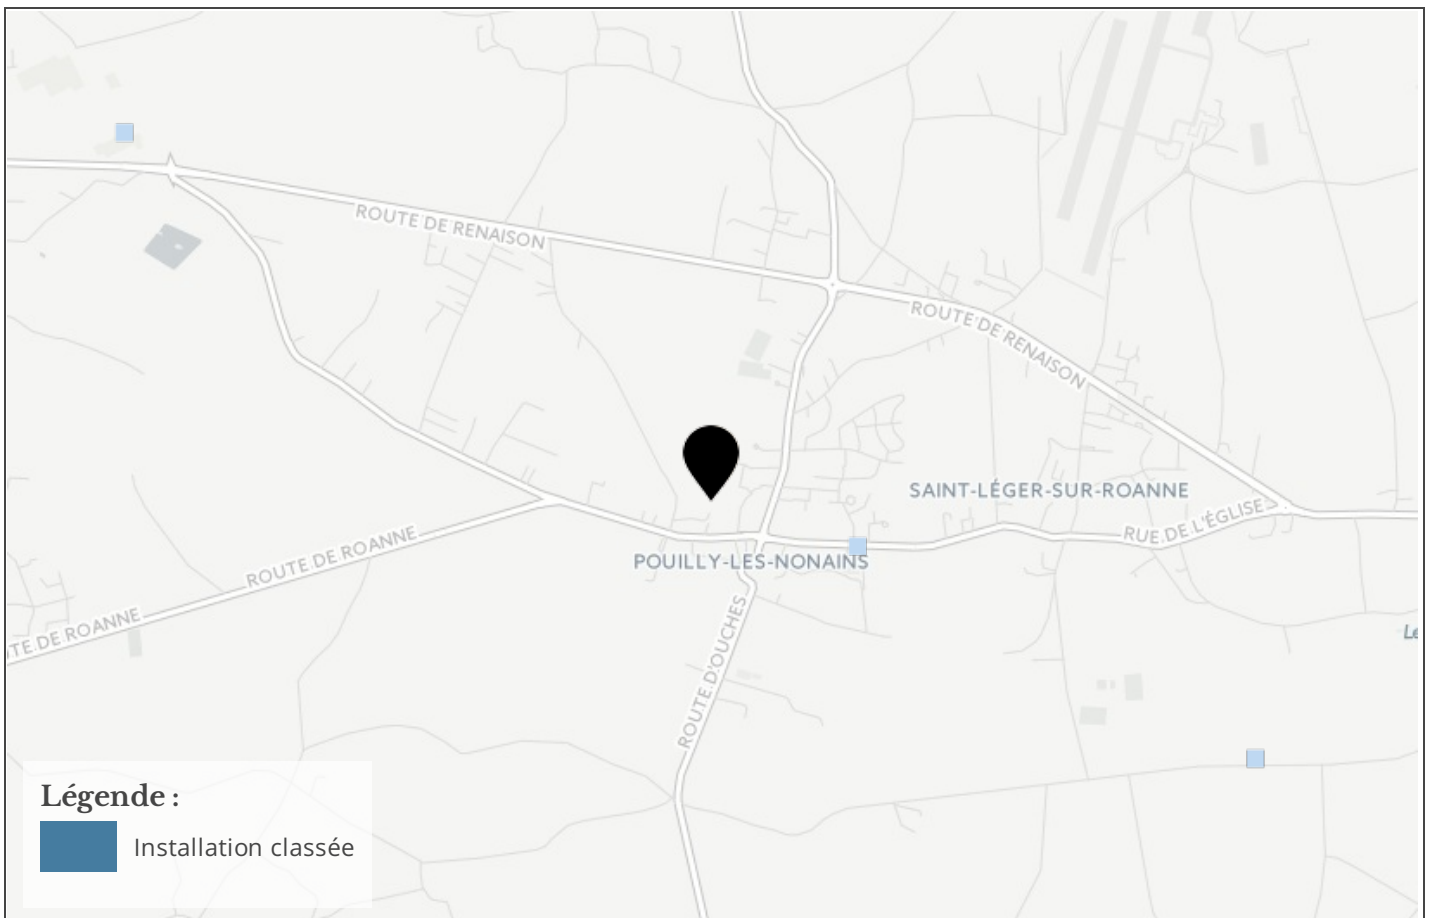 ROUTE DE RENAISON
ROUTE DE RENAISON
SAINT-LÉGER-SUR-ROANNE
RUE DE L'ÉGLISE
ROUTE DE ROANNE
POUILLY-LES-NONAINS
TE DE ROANNE
ROUTE D'OUCHES
Le
Légende :
Installation classée